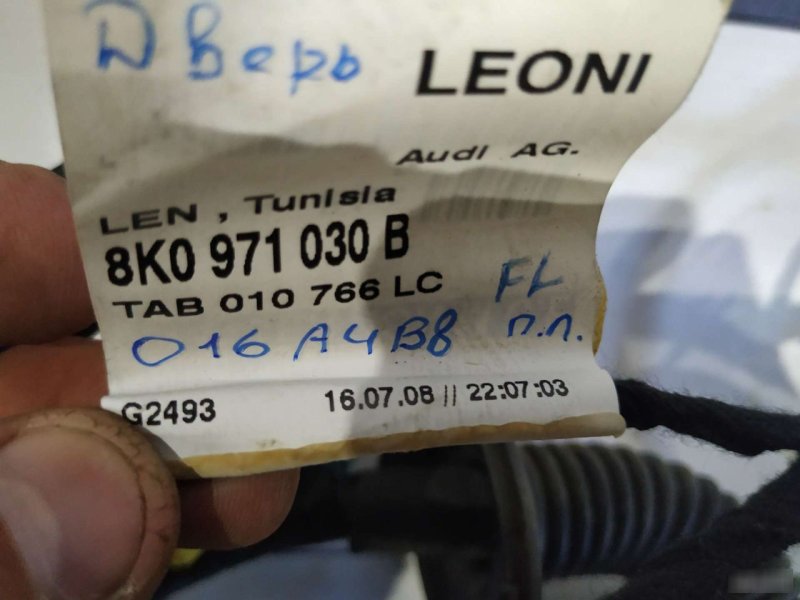 Дверь
LEONI
Audi AG.
LEN , Tunisia
8K0 971 030 B
TAB 010 766 LC
FL
016 A4B8 п.л.
G2493 16.07.08 || 22:07:03